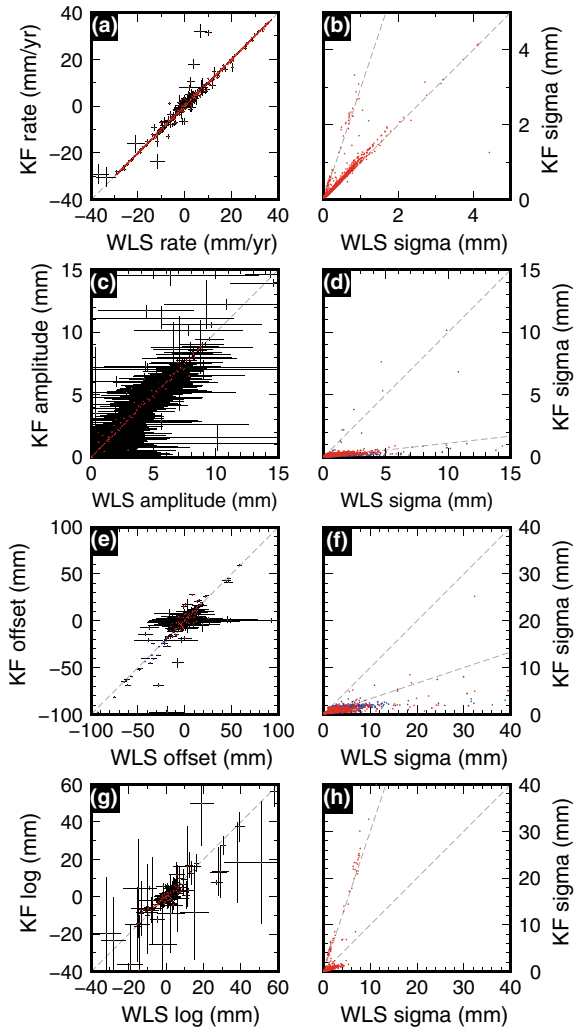 (a)
KF rate (mm/yr)
40
20
0
−20
−40
−40 −20 0 20 40
WLS rate (mm/yr)
(b)
KF sigma (mm)
4
2
0
0 2 4
WLS sigma (mm)
(c)
KF amplitude (mm)
15
10
5
0
0 5 10 15
WLS amplitude (mm)
(d)
KF sigma (mm)
15
10
5
0
0 5 10 15
WLS sigma (mm)
(e)
KF offset (mm)
100
50
0
−50
−100
−100 −50 0 50 100
WLS offset (mm)
(f)
KF sigma (mm)
40
30
20
10
0
0 10 20 30 40
WLS sigma (mm)
(g)
KF log (mm)
60
40
20
0
−20
−40
−40 −20 0 20 40 60
WLS log (mm)
(h)
KF sigma (mm)
40
30
20
10
0
0 10 20 30 40
WLS sigma (mm)